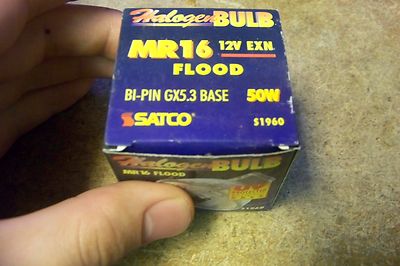 Halogen BULB
MR16 12V EXN
FLOOD
BI-PIN GX5.3 BASE 50W
SATCO S1960
Halogen BULB
MR16 FLOOD